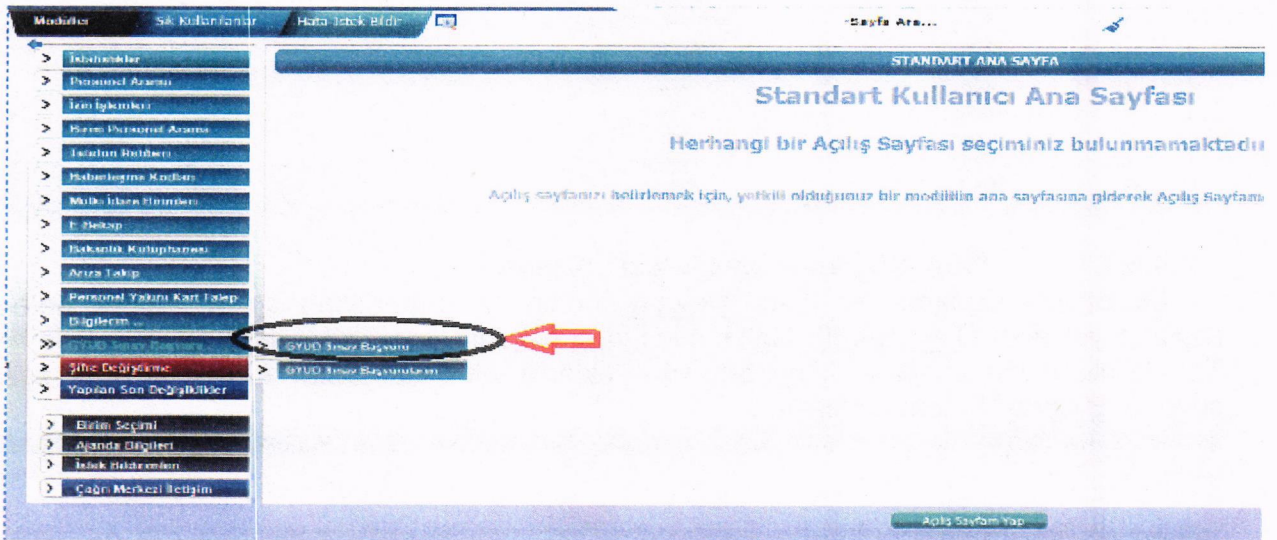 Modüller Sık Kullanılanlar Hata-İstek Bildir
Sayfa Ara...
STANDART ANA SAYFA
Standart Kullanıcı Ana Sayfası
Herhangi bir Açılış Sayfası seçiminiz bulunmamaktadı
Açılış sayfanızı belirlemek için, yetkili olduğunuz bir modülün ana sayfasına giderek Açılış Sayfam
İstatistikler
Personel Arama
İzin İşlemleri
Birim Personel Arama
Telefon Rehberi
Haberleşme Kodları
Mülki İdare Birimleri
E-Bekap
Bakanlık Kütüphanesi
Arıza Takip
Personel Yakını Kart Talep
Bilgilerim ...
GYUD Sınav Başvuru
GYUD Sınav Başvuru
GYUD Sınav Başvurularım
Şifre Değiştirme
Yapılan Son Değişiklikler
Birim Seçimi
Ajanda Bilgileri
İstek Bildirimleri
Çağrı Merkezi İletişim
Açılış Sayfam Yap